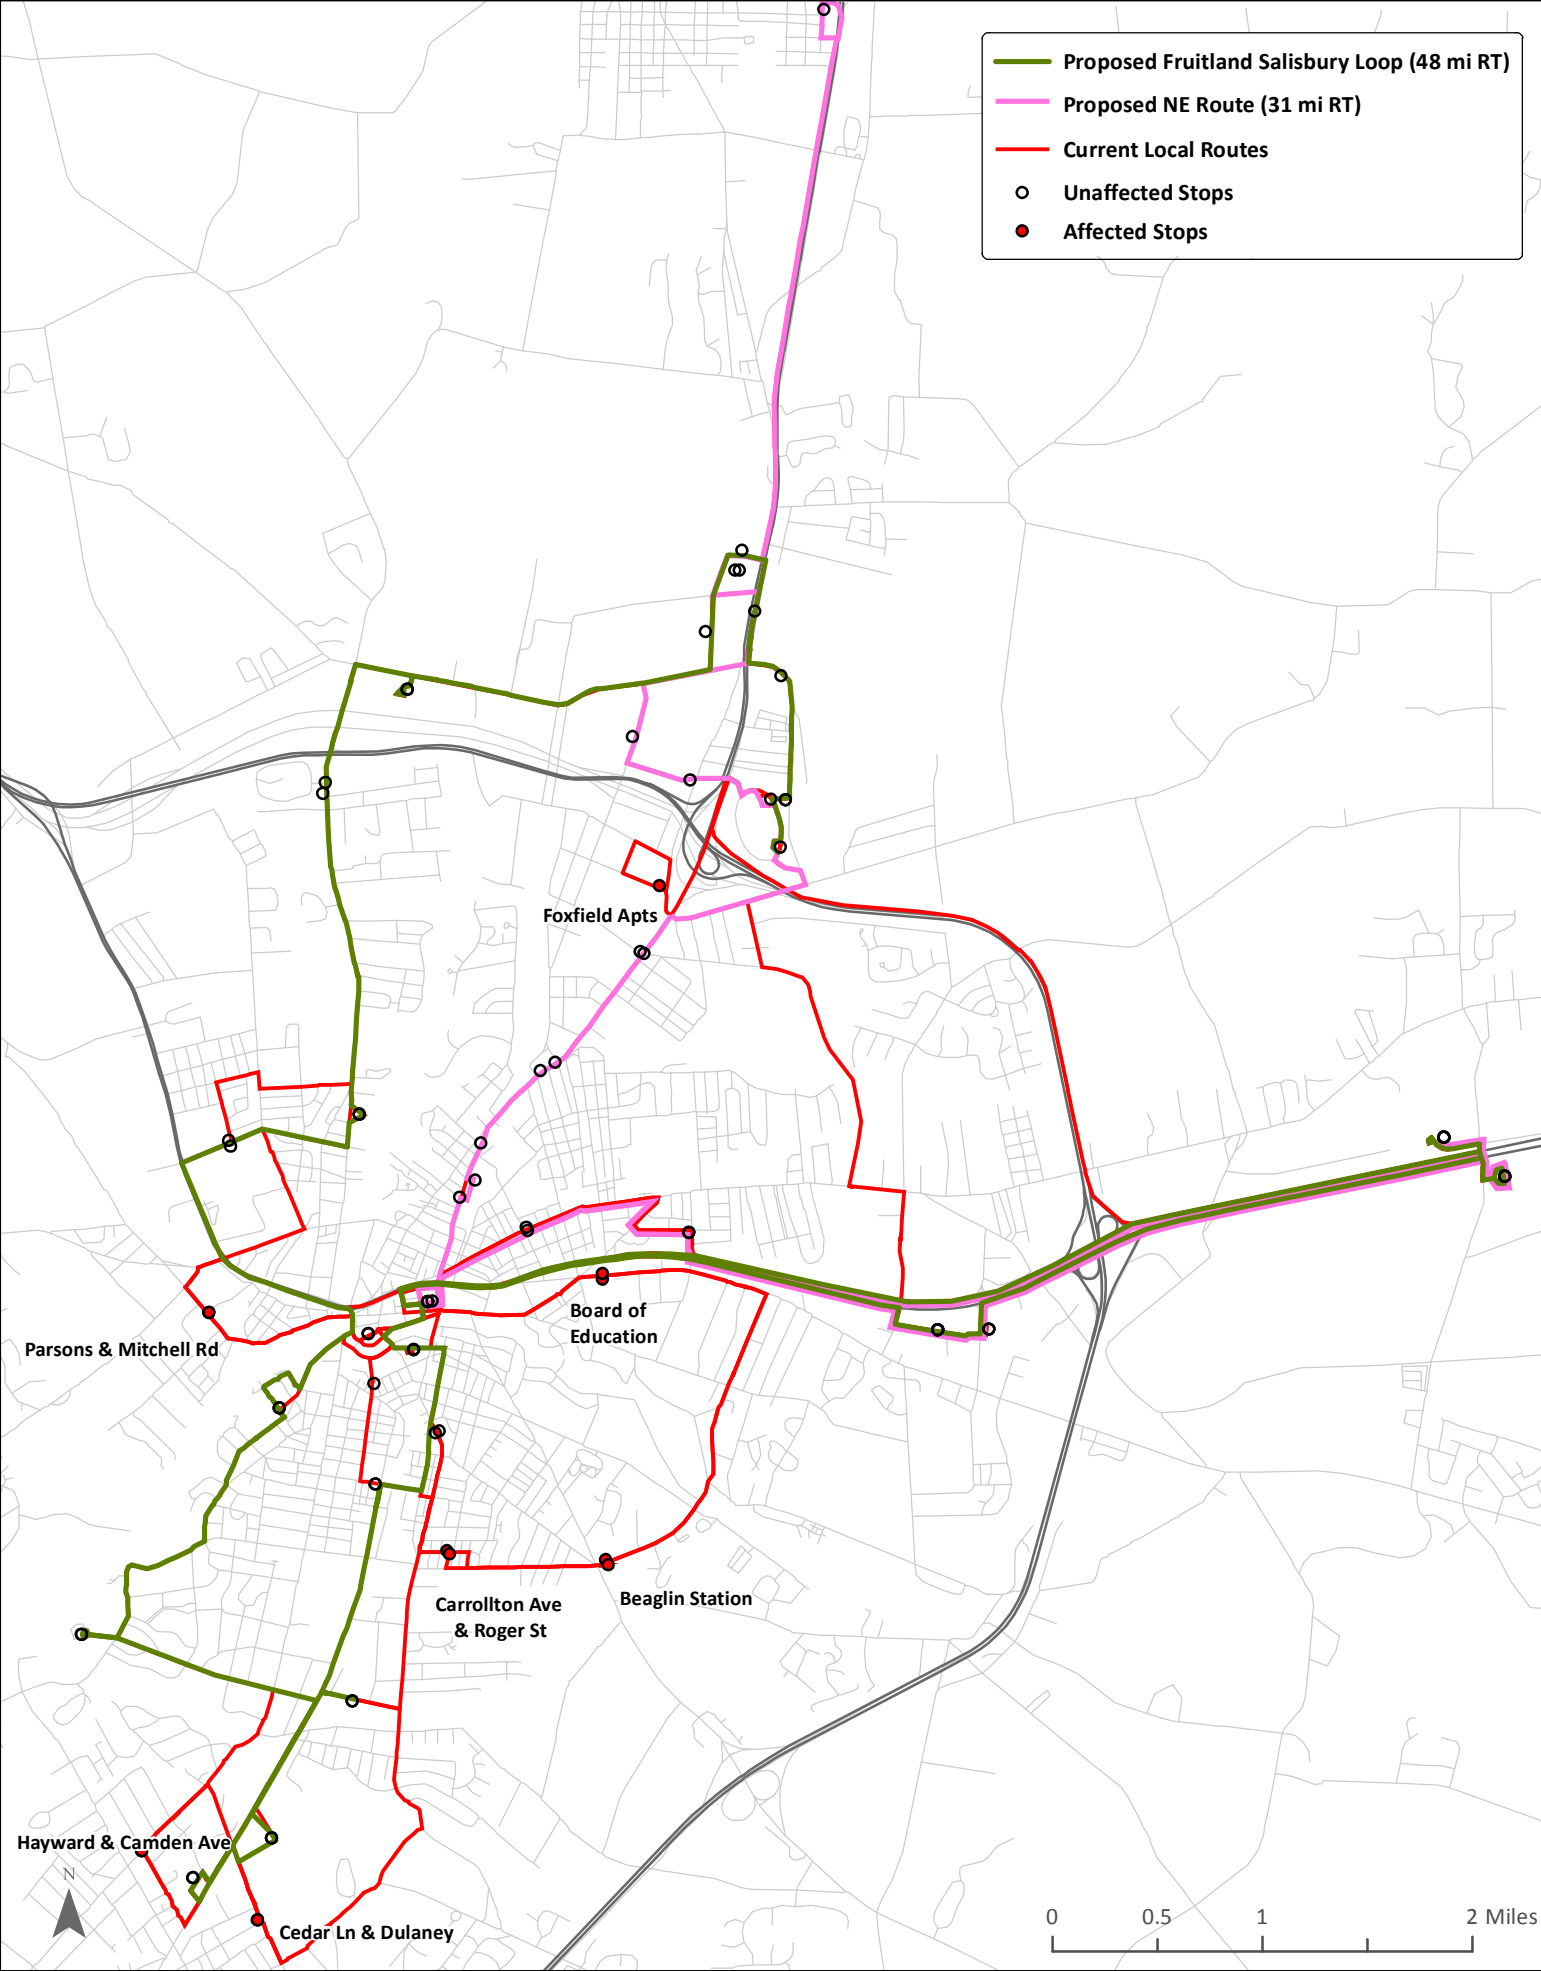 Proposed Fruitland Salisbury Loop (48 mi RT)
Proposed NE Route (31 mi RT)
Current Local Routes
Unaffected Stops
Affected Stops
Foxfield Apts
Board of
Education
Parsons & Mitchell Rd
Carrollton Ave
& Roger St
Beaglin Station
Hayward & Camden Ave
N
Cedar Ln & Dulaney
0 0.5 1 2 Miles